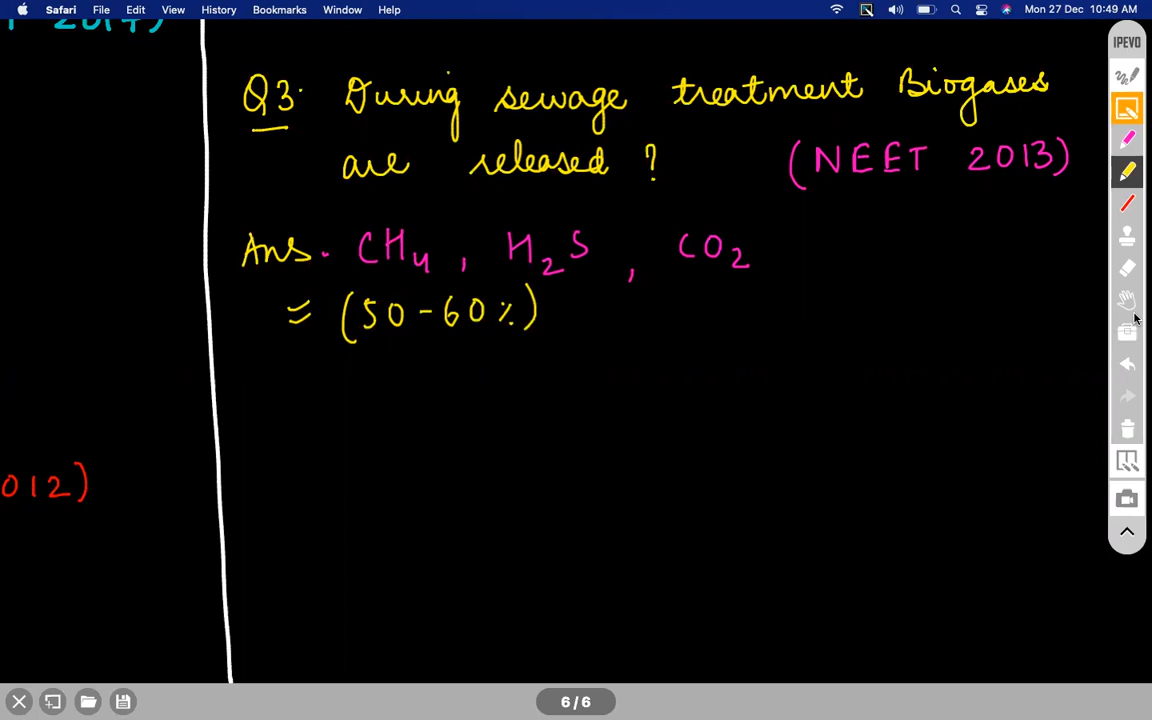 Safari File Edit View History Bookmarks Window Help Mon 27 Dec 10:49 AM
IPEVO
Q3. During sewage treatment Biogases
are released ? (NEET 2013)
Ans. CH4 , H2S , CO2
≈ (50-60%)
012)
6/6